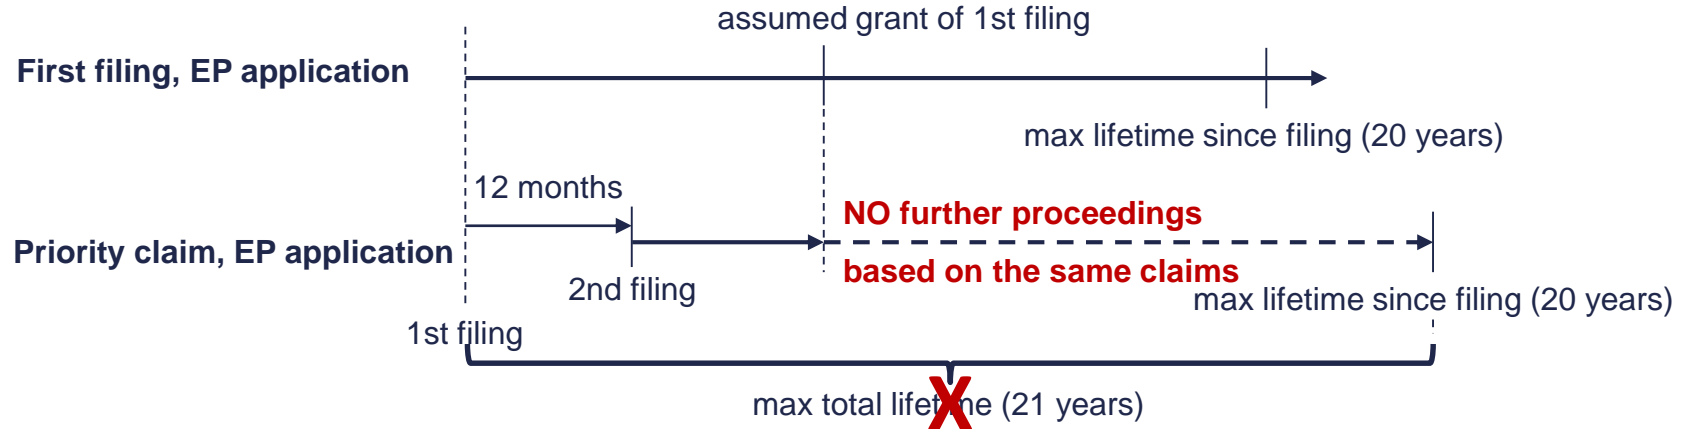 assumed grant of 1st filing
First filing, EP application
max lifetime since filing (20 years)
12 months
NO further proceedings
Priority claim, EP application
based on the same claims
2nd filing
max lifetime since filing (20 years)
1st filing
max total lifetime (21 years)
X